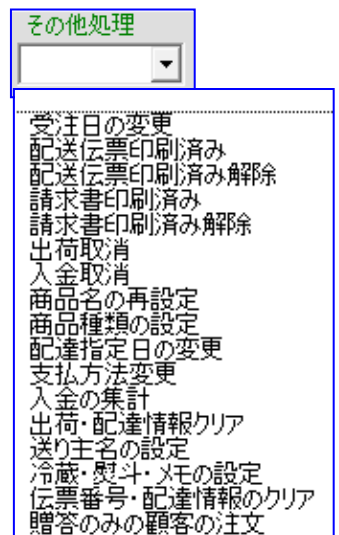 その他処理
受注日の変更
配送伝票印刷済み
配送伝票印刷済み解除
請求書印刷済み
請求書印刷済み解除
出荷取消
入金取消
商品名の再設定
商品種類の設定
配達指定日の変更
支払方法変更
入金の集計
出荷・配達情報クリア
送り主名の設定
冷蔵・熨斗・メモの設定
伝票番号・配達情報のクリア
贈答のみの顧客の注文